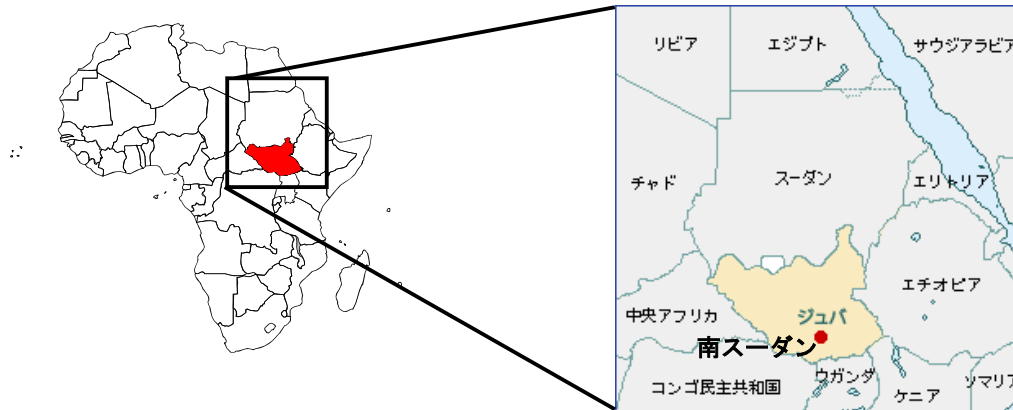 リビア
エジプト
サウジアラビア
チャド
スーダン
エリトリア
エチオピア
中央アフリカ
ジュバ
南スーダン
コンゴ民主共和国
ウガンダ
ケニア
ソマリア